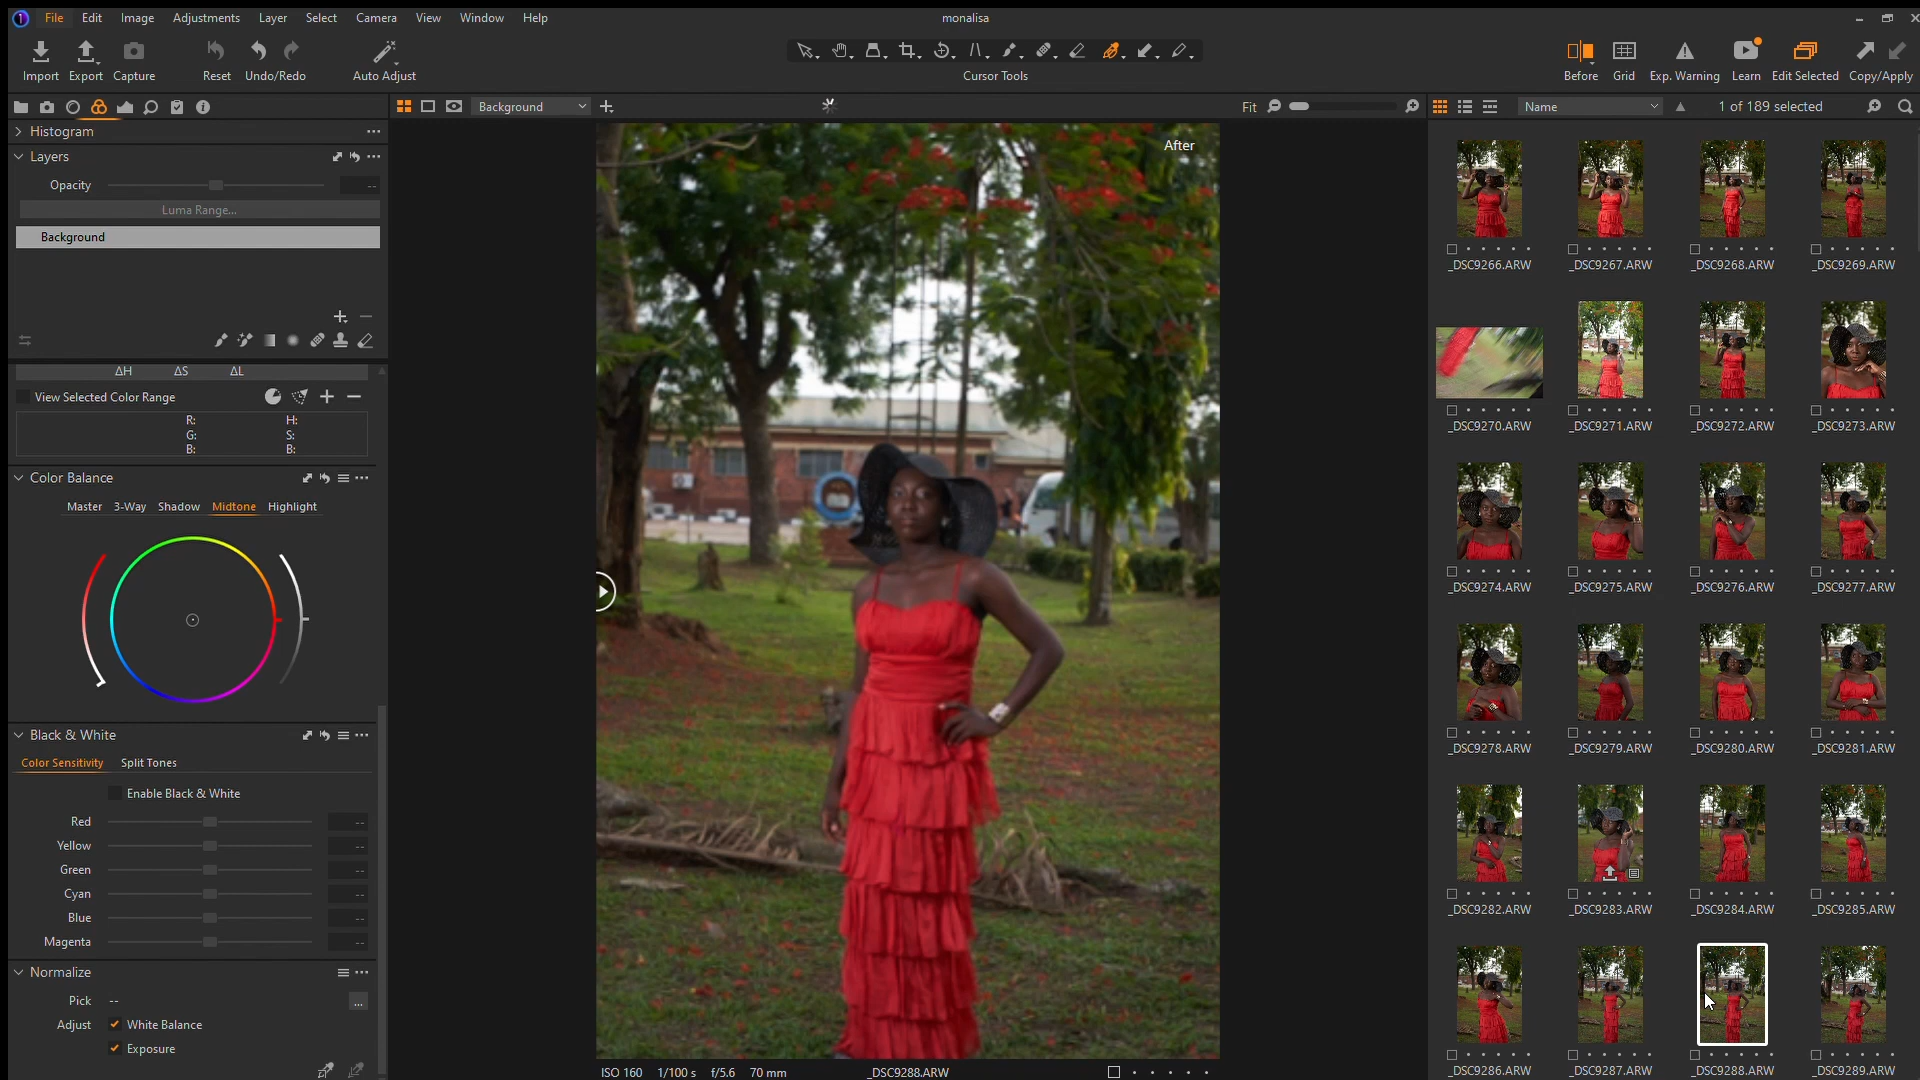 File Edit Image Adjustments Layer Select Camera View Window Help
monalisa
Import Export Capture Reset Undo/Redo Auto Adjust
Cursor Tools
Before Grid Exp. Warning Learn Edit Selected Copy/Apply
Background
Fit
Name
1 of 189 selected
Histogram
Layers
Opacity --
Luma Range...
Background
ΔH ΔS ΔL
View Selected Color Range
R: H:
G: S:
B: B:
Color Balance
Master 3-Way Shadow Midtone Highlight
Black & White
Color Sensitivity Split Tones
Enable Black & White
Red --
Yellow --
Green --
Cyan --
Blue --
Magenta --
Normalize
Pick -- ...
Adjust White Balance
Exposure
After
ISO 160 1/100 s f/5.6 70 mm _DSC9288.ARW
_DSC9266.ARW _DSC9267.ARW _DSC9268.ARW _DSC9269.ARW
_DSC9270.ARW _DSC9271.ARW _DSC9272.ARW _DSC9273.ARW
_DSC9274.ARW _DSC9275.ARW _DSC9276.ARW _DSC9277.ARW
_DSC9278.ARW _DSC9279.ARW _DSC9280.ARW _DSC9281.ARW
_DSC9282.ARW _DSC9283.ARW _DSC9284.ARW _DSC9285.ARW
_DSC9286.ARW _DSC9287.ARW _DSC9288.ARW _DSC9289.ARW